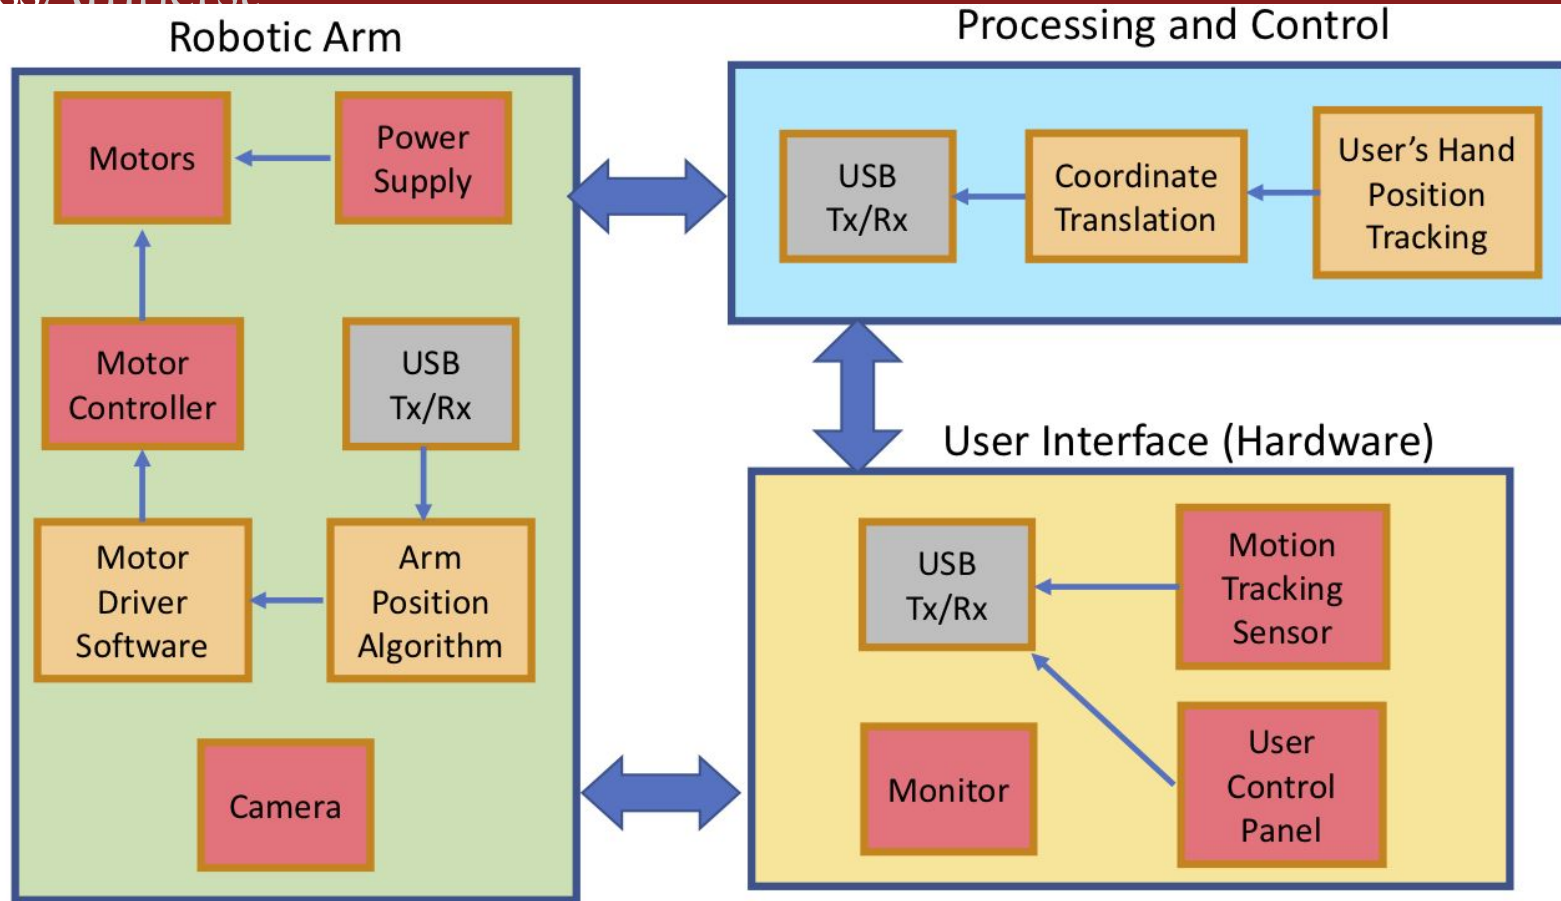 Robotic Arm
Processing and Control
Motors
Power
Supply
Motor
Controller
USB
Tx/Rx
Motor
Driver
Software
Arm
Position
Algorithm
Camera
USB
Tx/Rx
Coordinate
Translation
User's Hand
Position
Tracking
User Interface (Hardware)
USB
Tx/Rx
Motion
Tracking
Sensor
Monitor
User
Control
Panel